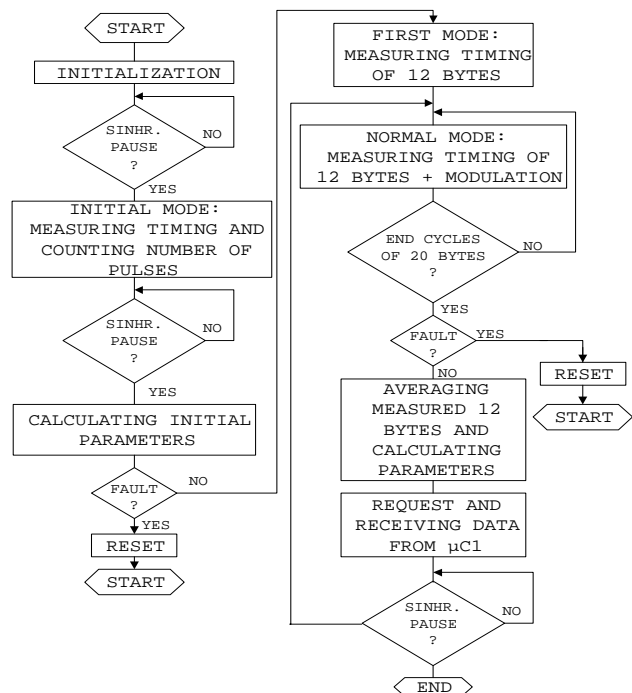 START
INITIALIZATION
SINHR.
PAUSE
?
NO
YES
INITIAL MODE:
MEASURING TIMING AND
COUNTING NUMBER OF
PULSES
SINHR.
PAUSE
?
NO
YES
CALCULATING INITIAL
PARAMETERS
FAULT
?
NO
YES
RESET
START
FIRST MODE:
MEASURING TIMING
OF 12 BYTES
NORMAL MODE:
MEASURING TIMING OF
12 BYTES + MODULATION
END CYCLES
OF 20 BYTES
?
NO
YES
FAULT
?
YES
RESET
START
NO
AVERAGING
MEASURED 12
BYTES AND
CALCULATING
PARAMETERS
REQUEST AND
RECEIVING DATA
FROM µC1
SINHR.
PAUSE
?
NO
END